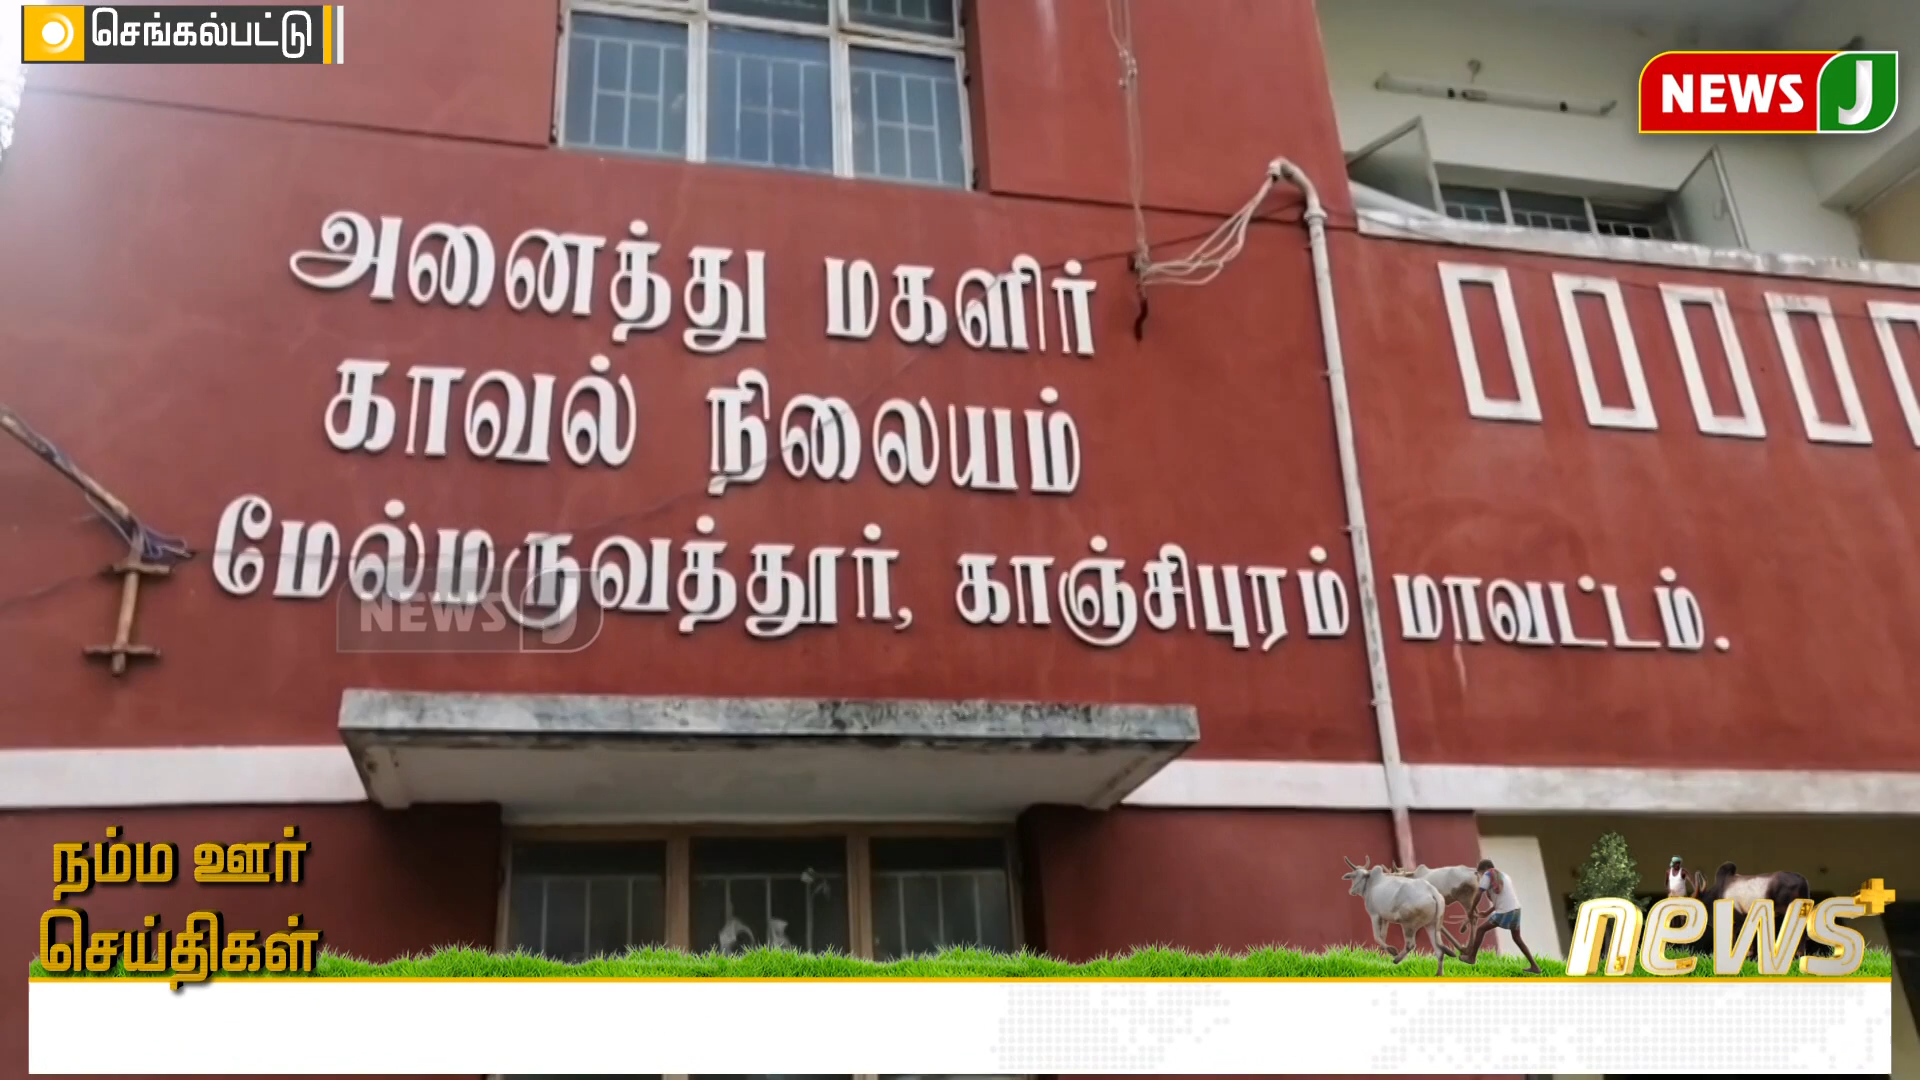 செங்கல்பட்டு
NEWS J
அனைத்து மகளிர்
காவல் நிலையம்
மேல்மருவத்தூர், காஞ்சிபுரம் மாவட்டம்.
NEWS J
நம்ம ஊர்
செய்திகள்
news+